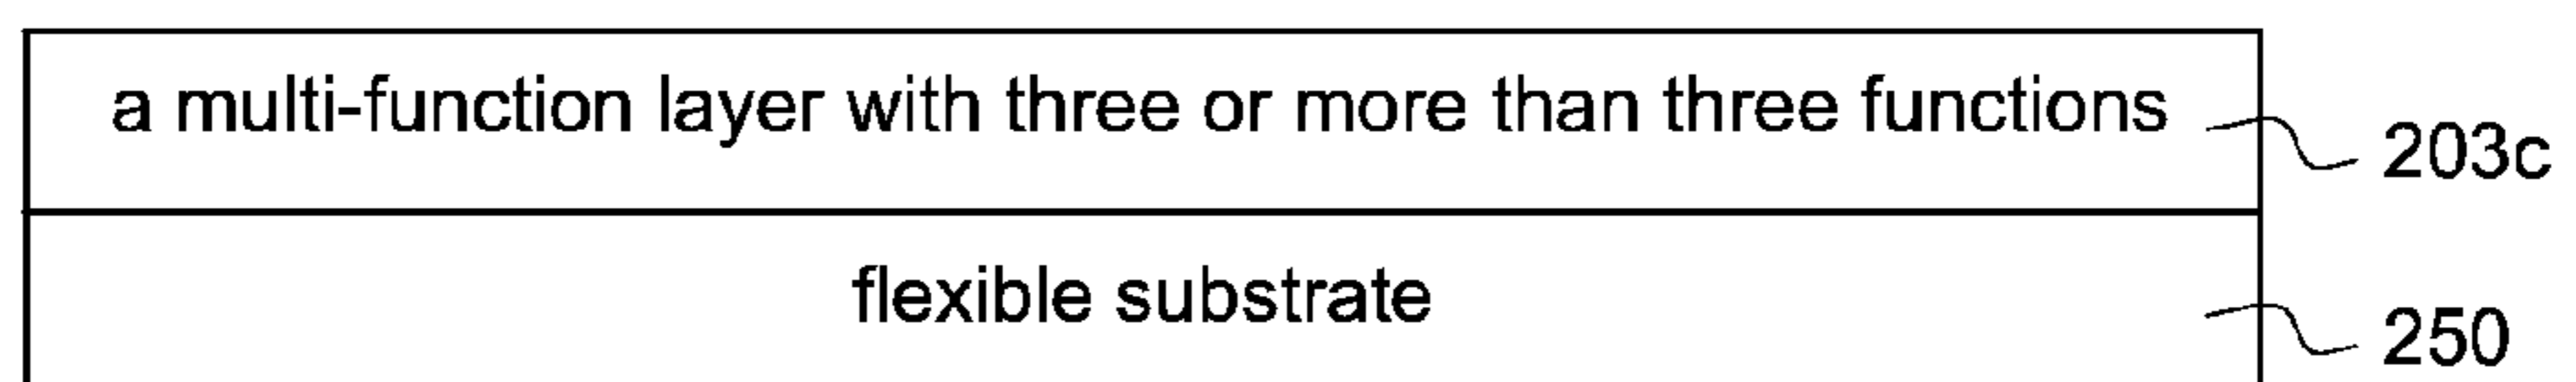 a multi-function layer with three or more than three functions
203c
flexible substrate
250